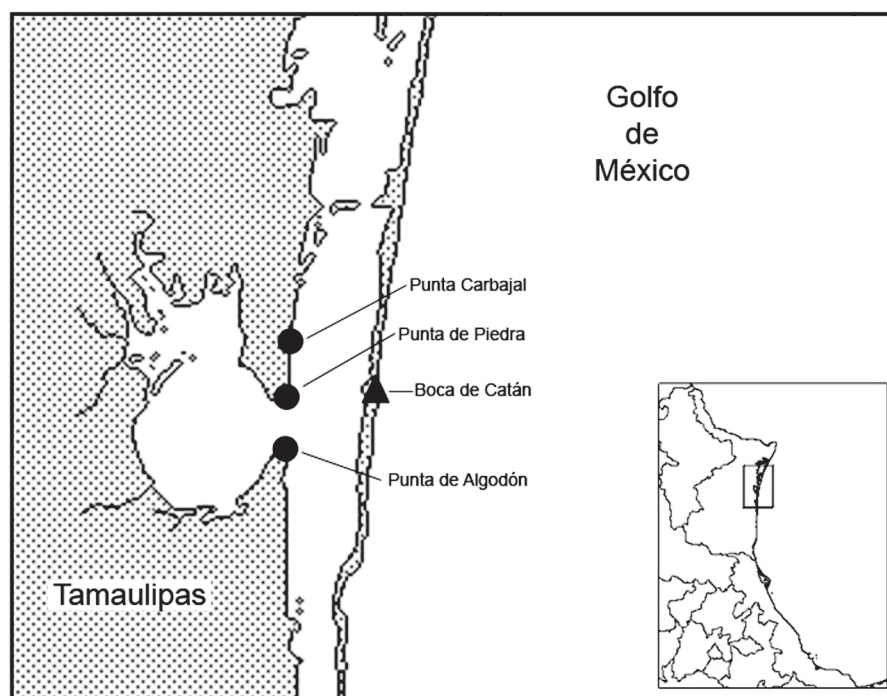 Golfo
de
México
Punta Carbajal
Punta de Piedra
Boca de Catán
Punta de Algodón
Tamaulipas